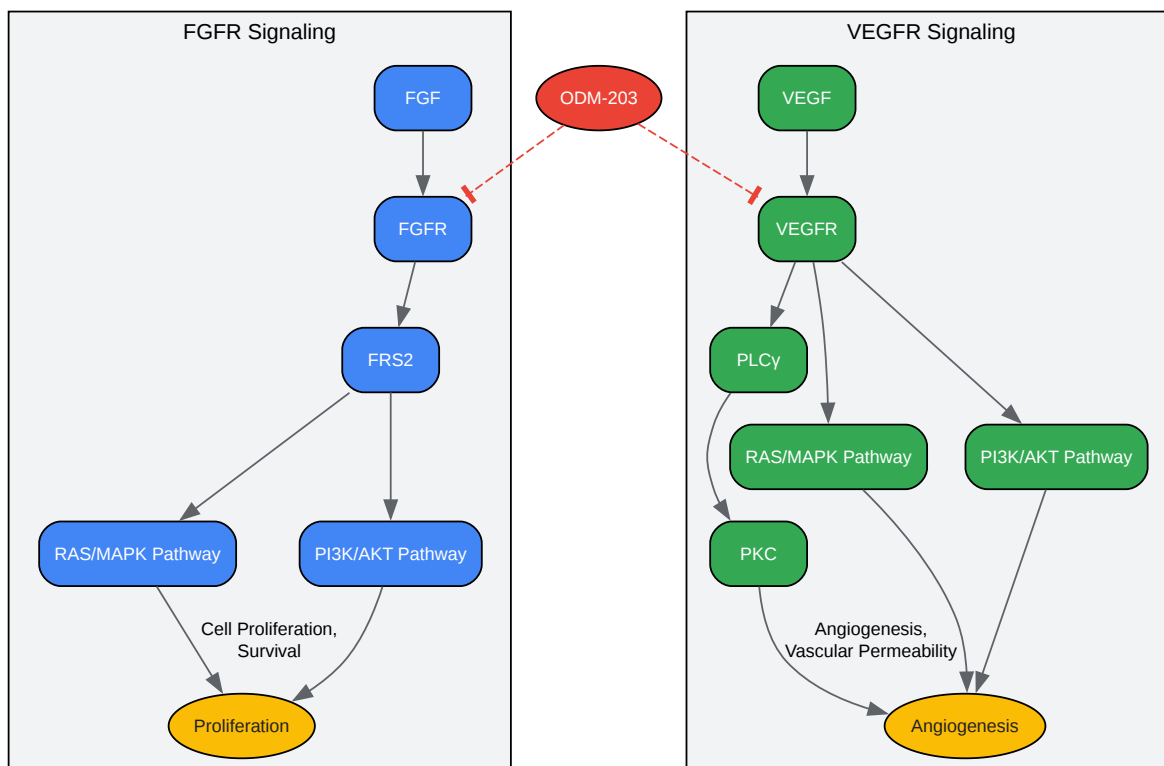 FGFR Signaling
FGF
FGFR
FRS2
RAS/MAPK Pathway
PI3K/AKT Pathway
Cell Proliferation,
Survival
Proliferation
ODM-203
VEGFR Signaling
VEGF
VEGFR
PLCγ
RAS/MAPK Pathway
PI3K/AKT Pathway
PKC
Angiogenesis,
Vascular Permeability
Angiogenesis